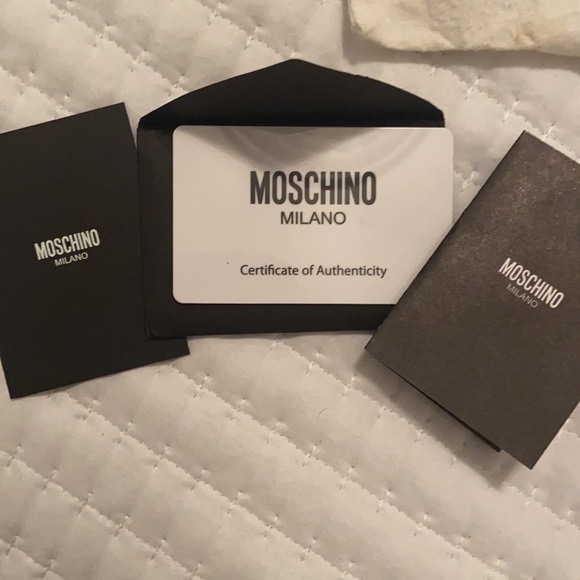 MOSCHINO
MILANO
MOSCHINO
MILANO
Certificate of Authenticity
MOSCHINO
MILANO